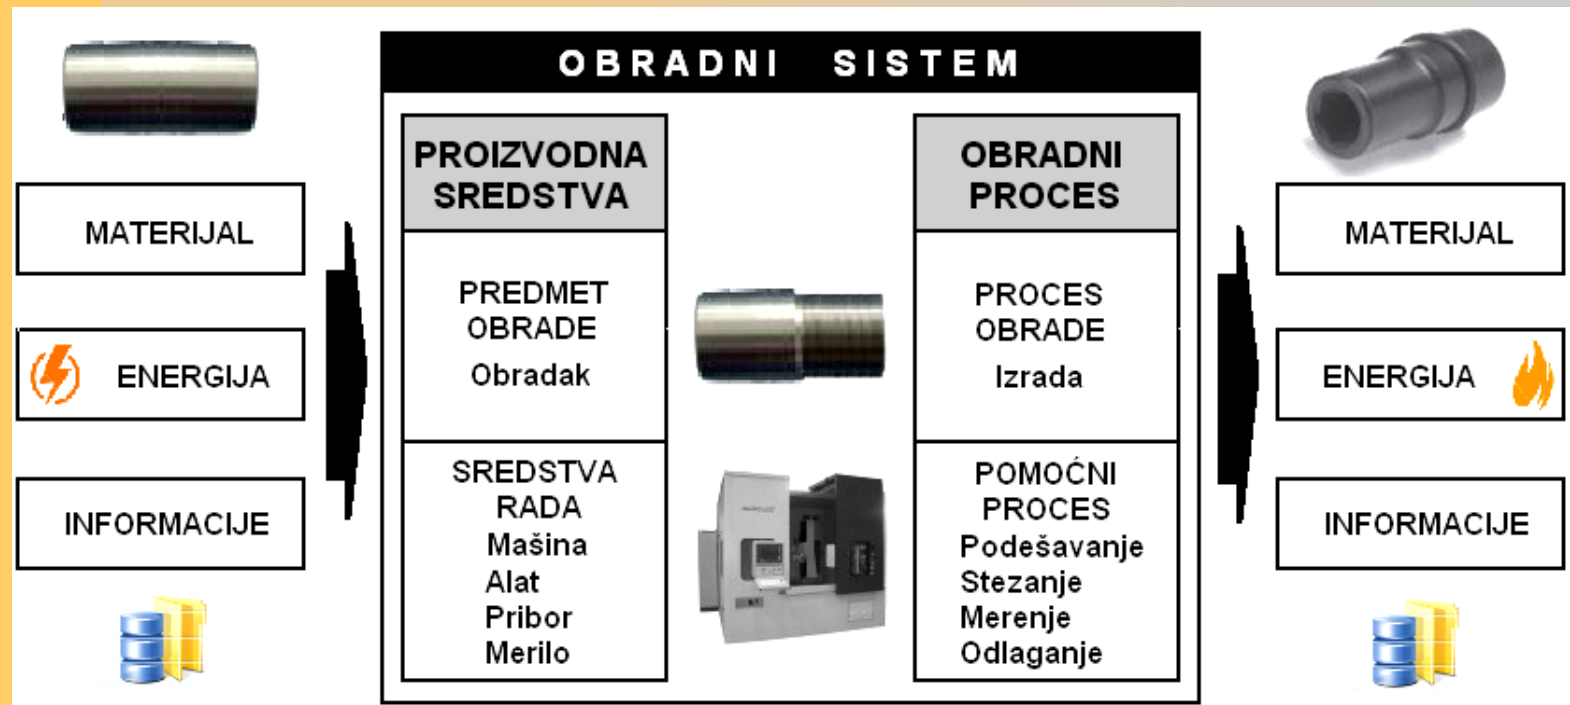 OBRADNI SISTEM
MATERIJAL
ENERGIJA
INFORMACIJE
PROIZVODNA
SREDSTVA
PREDMET
OBRADE
Obradak
SREDSTVA
RADA
Mašina
Alat
Pribor
Merilo
OBRADNI
PROCES
PROCES
OBRADE
Izrada
POMOĆNI
PROCES
Podešavanje
Stezanje
Merenje
Odlaganje
MATERIJAL
ENERGIJA
INFORMACIJE